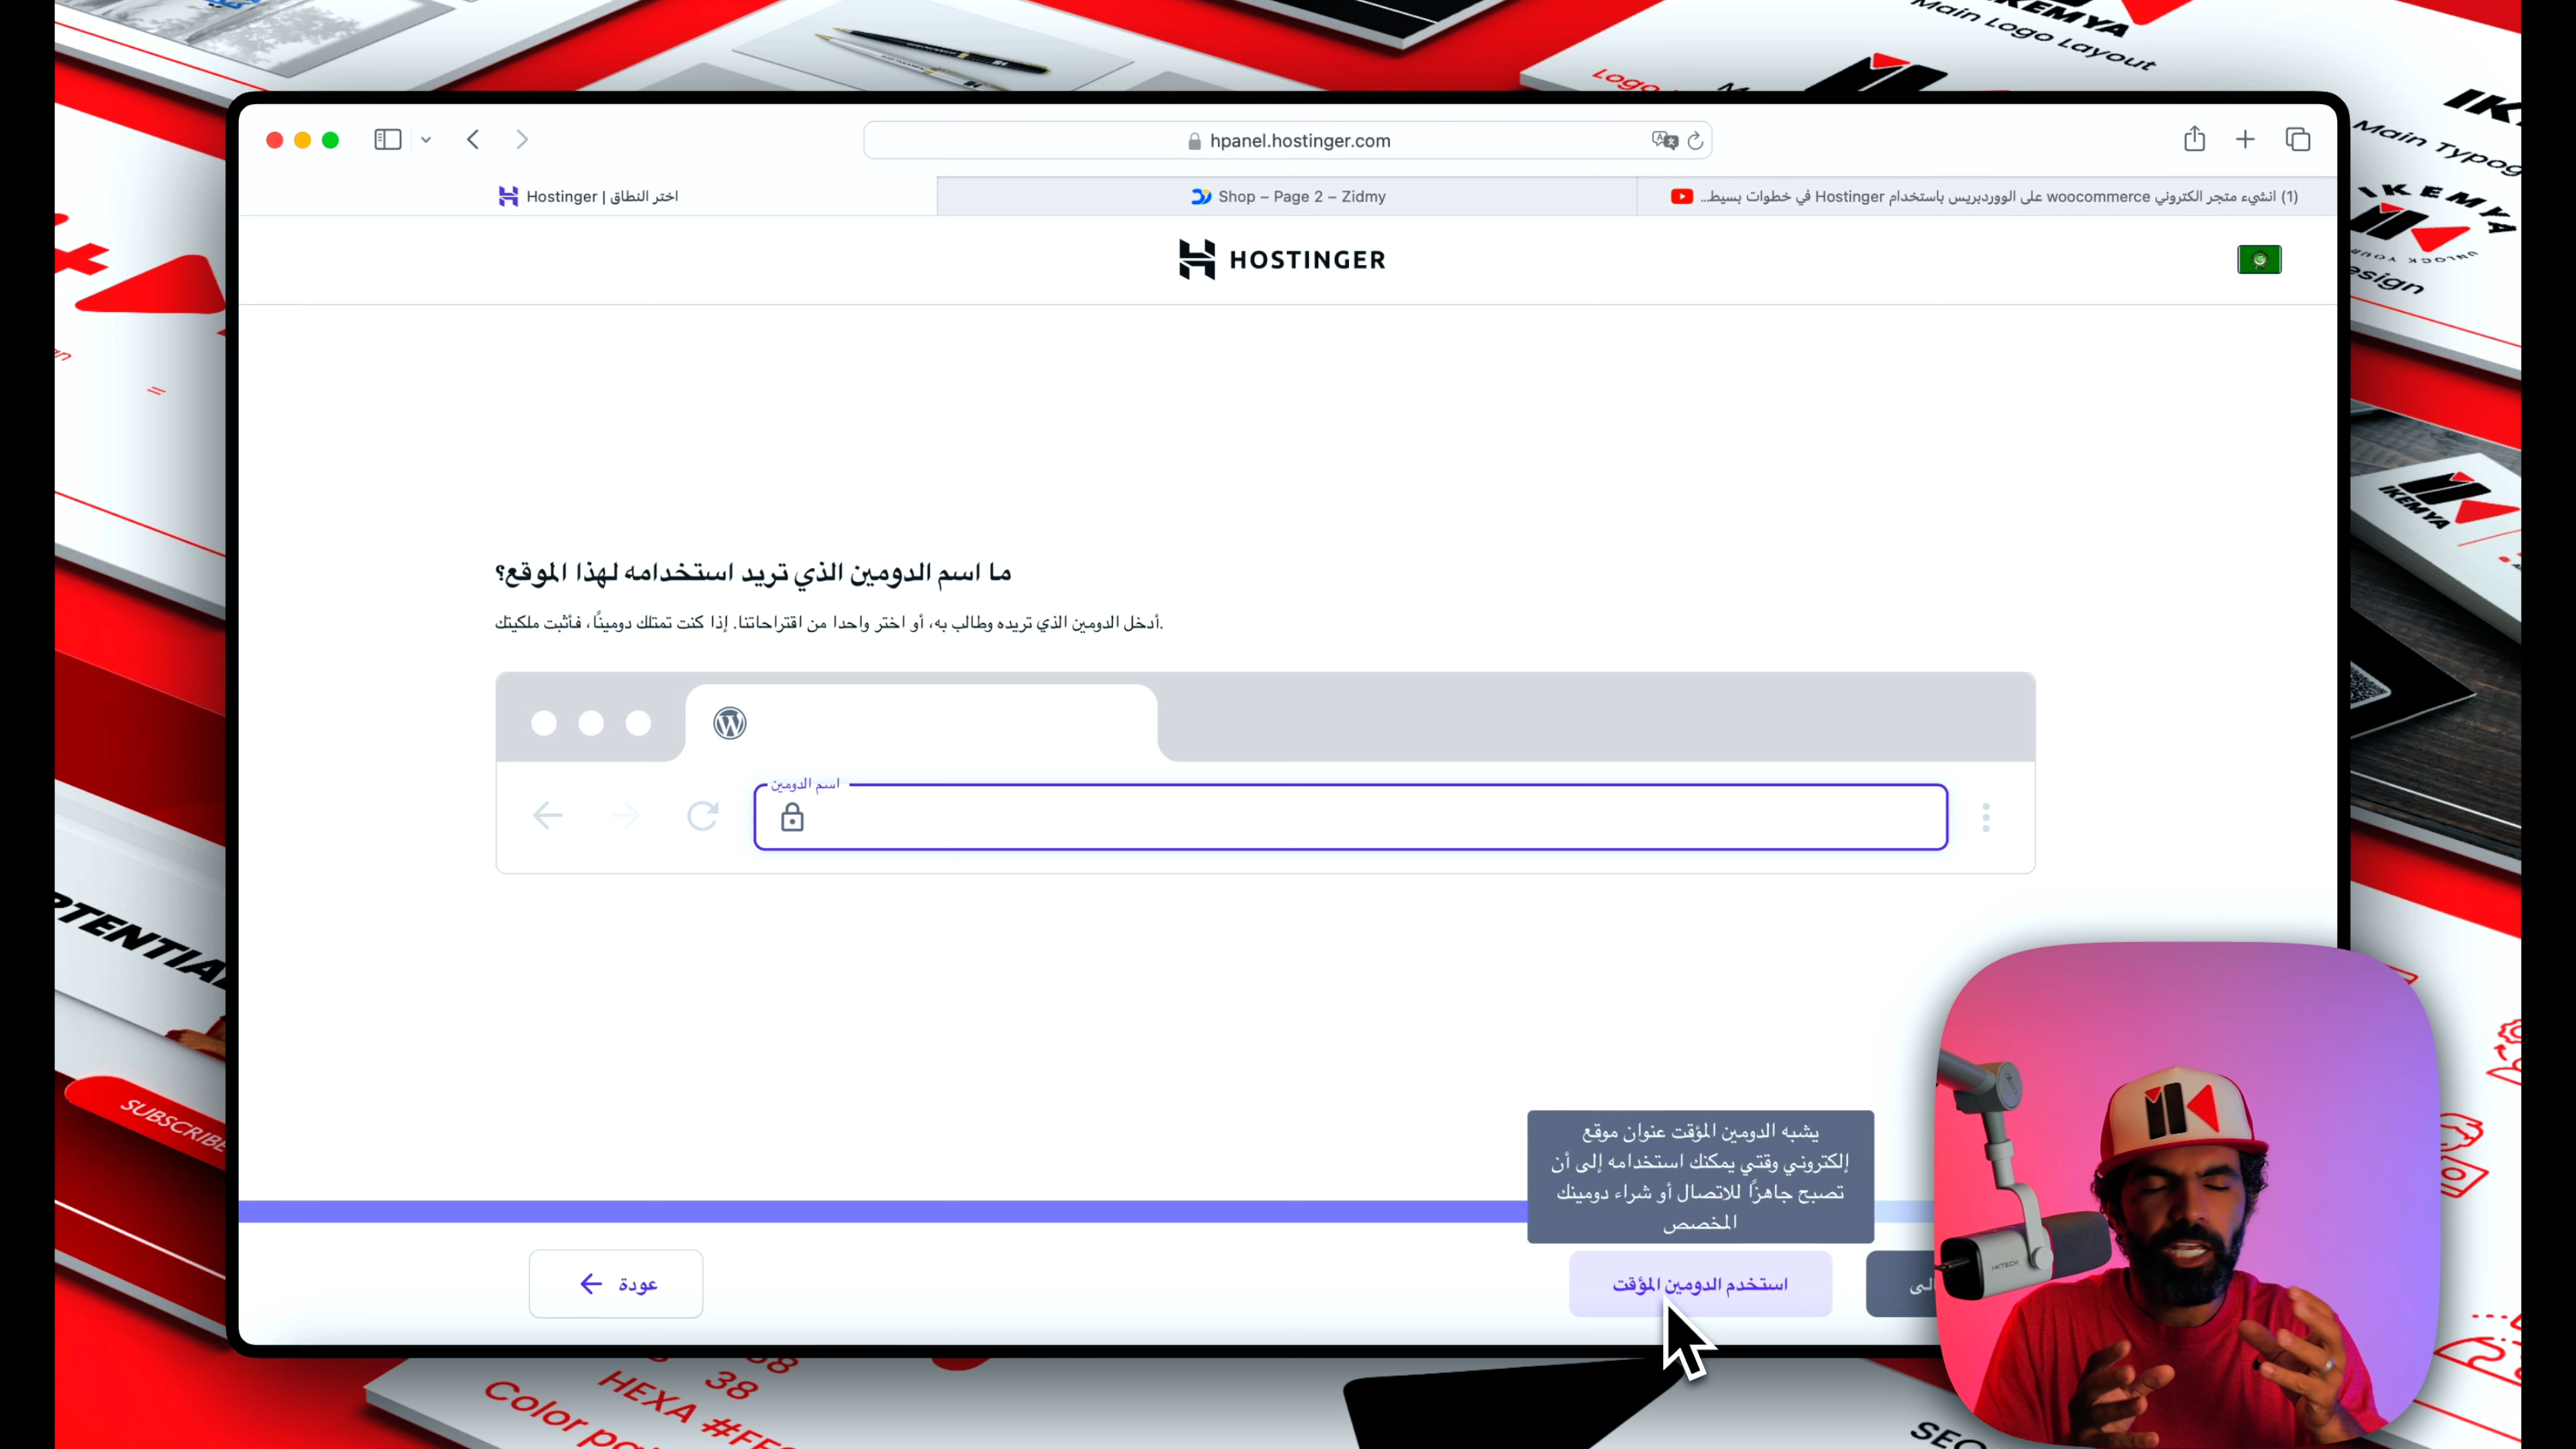 Main Logo Layout
IKEMYA
hpanel.hostinger.com
Hostinger | اختر النطاق
Shop – Page 2 – Zidmy
(1) انشيء متجر الكتروني woocommerce على الووردبريس باستخدام Hostinger في خطوات بسيط...
HOSTINGER
ما اسم الدومين الذي تريد استخدامه لهذا الموقع؟
أدخل الدومين الذي تريده وطالب به، أو اختر واحدا من اقتراحاتنا. إذا كنت تمتلك دومينًا، فأثبت ملكيتك.
اسم الدومين
يشبه الدومين المؤقت عنوان موقع
إلكتروني وقتي يمكنك استخدامه إلى أن
تصبح جاهزًا للاتصال أو شراء دومينك
المخصص
عودة
استخدم الدومين المؤقت
IKEMYA
SUBSCRIBE
38
HEXA